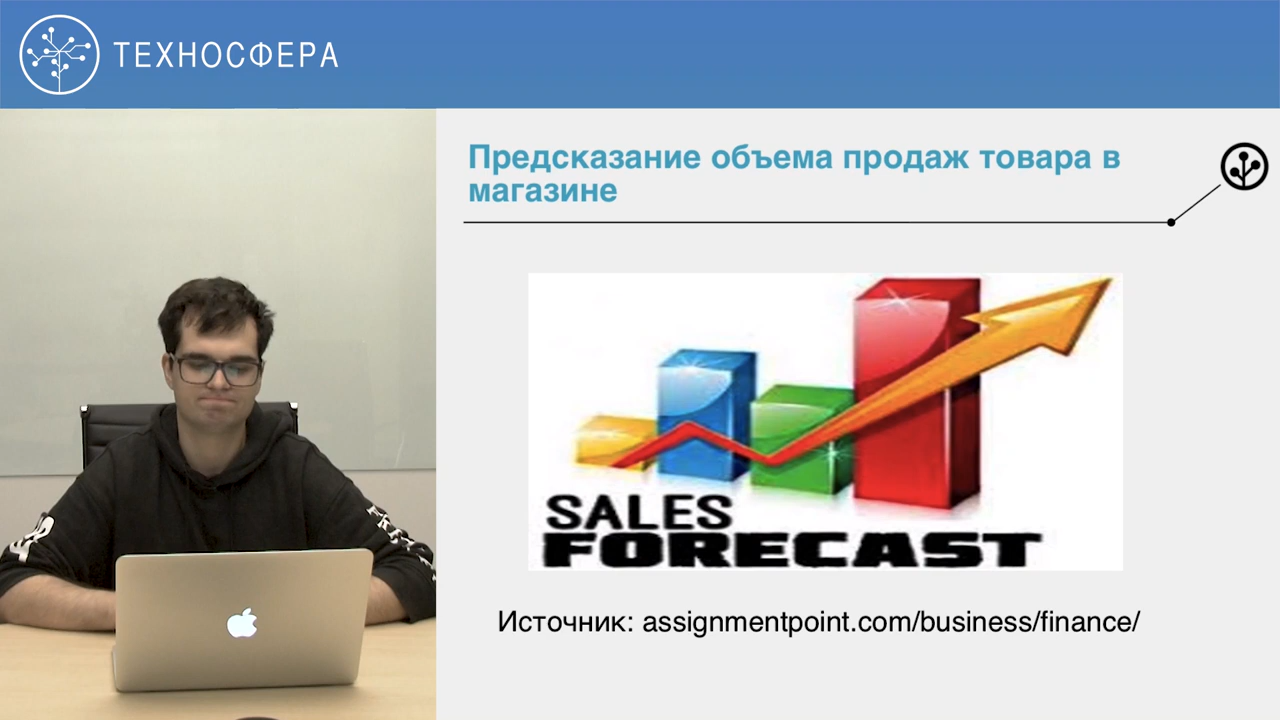 ТЕХНОСФЕРА
Предсказание объема продаж товара в
магазине
SALES
FORECAST
Источник: assignmentpoint.com/business/finance/